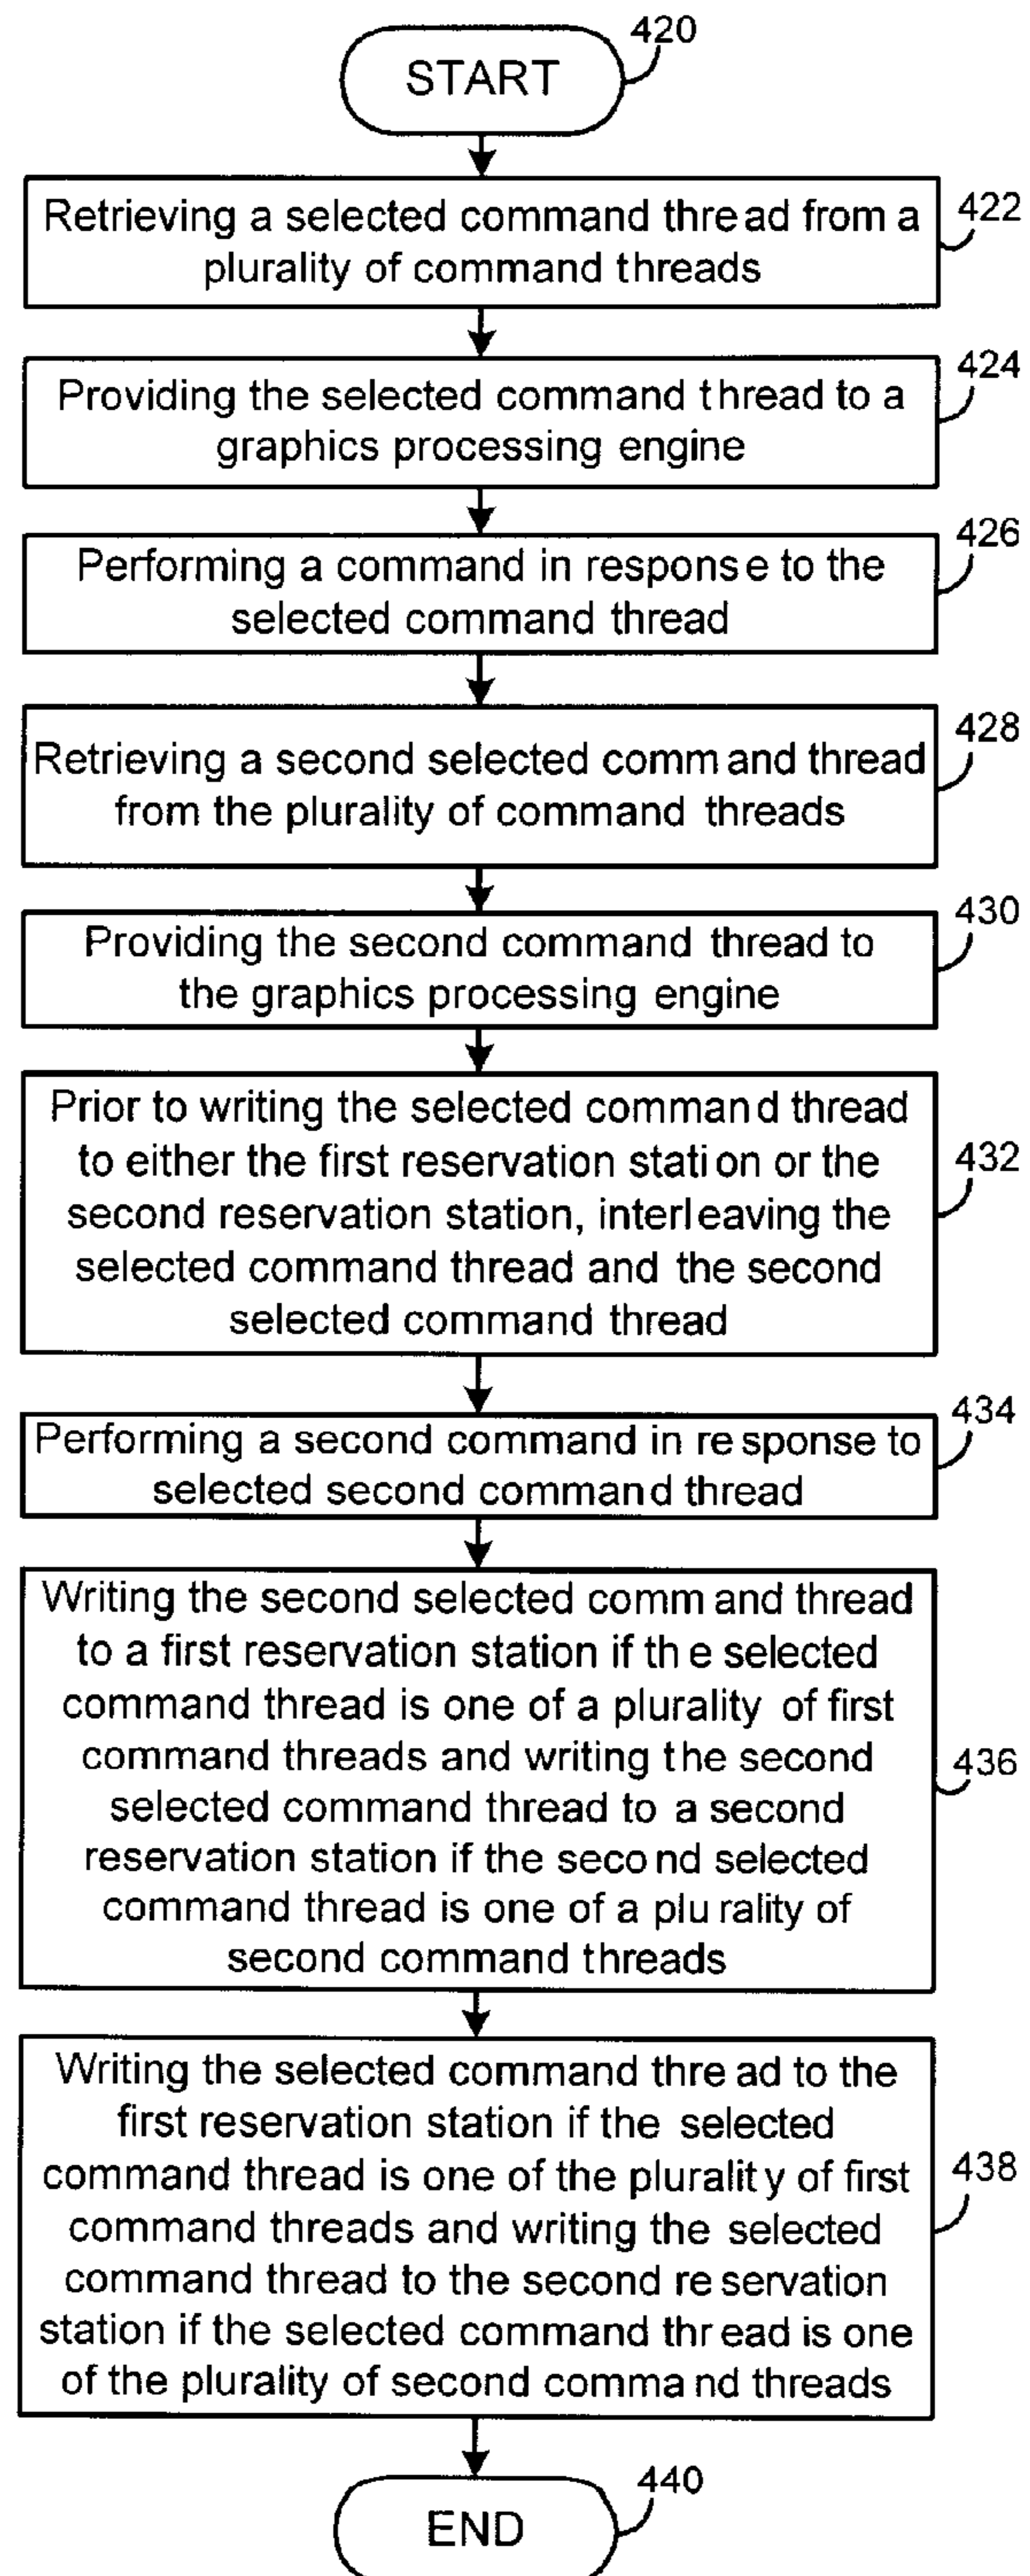 420
START
Retrieving a selected command thread from a
plurality of command threads
422
Providing the selected command thread to a
graphics processing engine
424
Performing a command in response to the
selected command thread
426
Retrieving a second selected command thread
from the plurality of command threads
428
Providing the second command thread to
the graphics processing engine
430
Prior to writing the selected command thread
to either the first reservation station or the
second reservation station, interleaving the
selected command thread and the second
selected command thread
432
Performing a second command in response to
selected second command thread
434
Writing the second selected command thread
to a first reservation station if the selected
command thread is one of a plurality of first
command threads and writing the second
selected command thread to a second
reservation station if the second selected
command thread is one of a plurality of
second command threads
436
Writing the selected command thread to the
first reservation station if the selected
command thread is one of the plurality of first
command threads and writing the selected
command thread to the second reservation
station if the selected command thread is one
of the plurality of second command threads
438
440
END